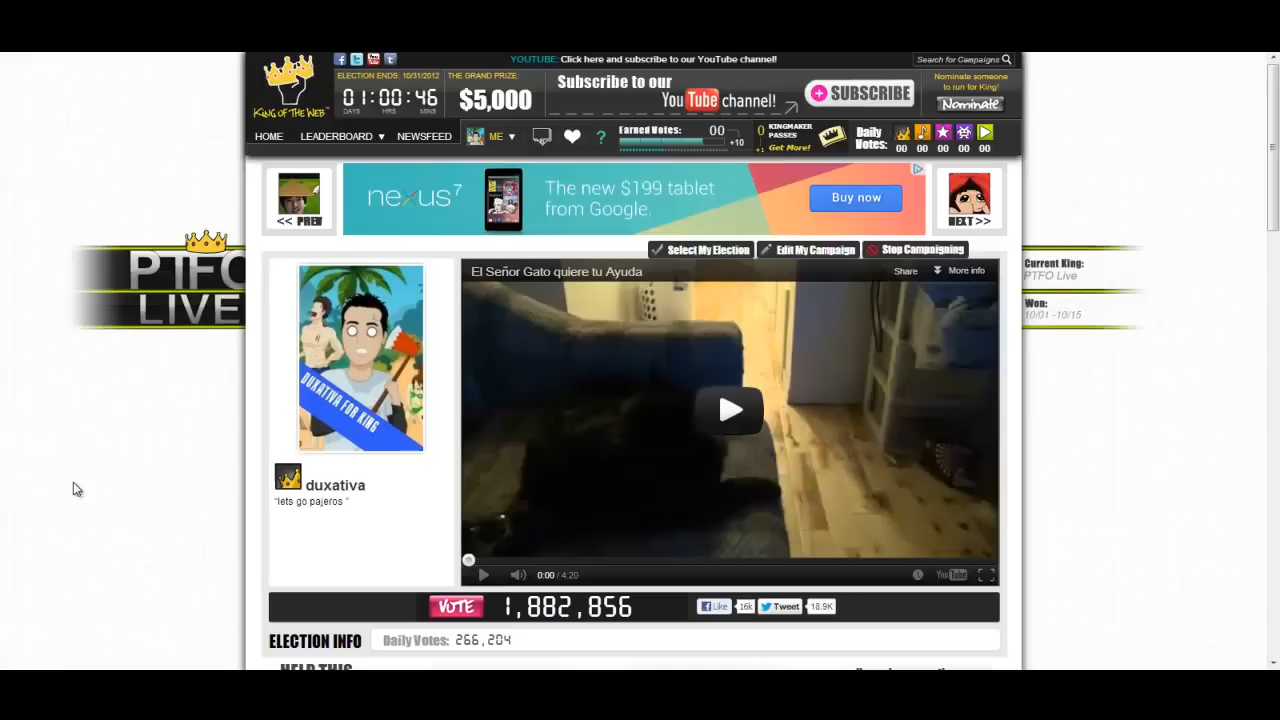 YOUTUBE: Click here and subscribe to our YouTube channel!
Search for Campaigns
KING OF THE WEB
ELECTION ENDS: 10/31/2012
01:00:46
DAYS HRS MINS
THE GRAND PRIZE:
$5,000
Subscribe to our
YouTube channel!
SUBSCRIBE
Nominate someone
to run for King!
Nominate
HOME
LEADERBOARD
NEWSFEED
ME
?
Earned Votes:
00
+10
0
+1
KINGMAKER
PASSES
Get More!
Daily
Votes:
00 00 00 00 00
<< PREV
nexus 7
The new $199 tablet
from Google.
Buy now
NEXT >>
Select My Election
Edit My Campaign
Stop Campaigning
PTFO
LIVE
Current King:
PTFO Live
Won:
10/01 -10/15
DUXATIVA FOR KING
duxativa
“lets go pajeros ”
El Señor Gato quiere tu Ayuda
Share
More info
0:00 / 4:20
YouTube
VOTE
1,882,856
Like
16k
Tweet
18.9K
ELECTION INFO
Daily Votes: 266,204
HELP THIS